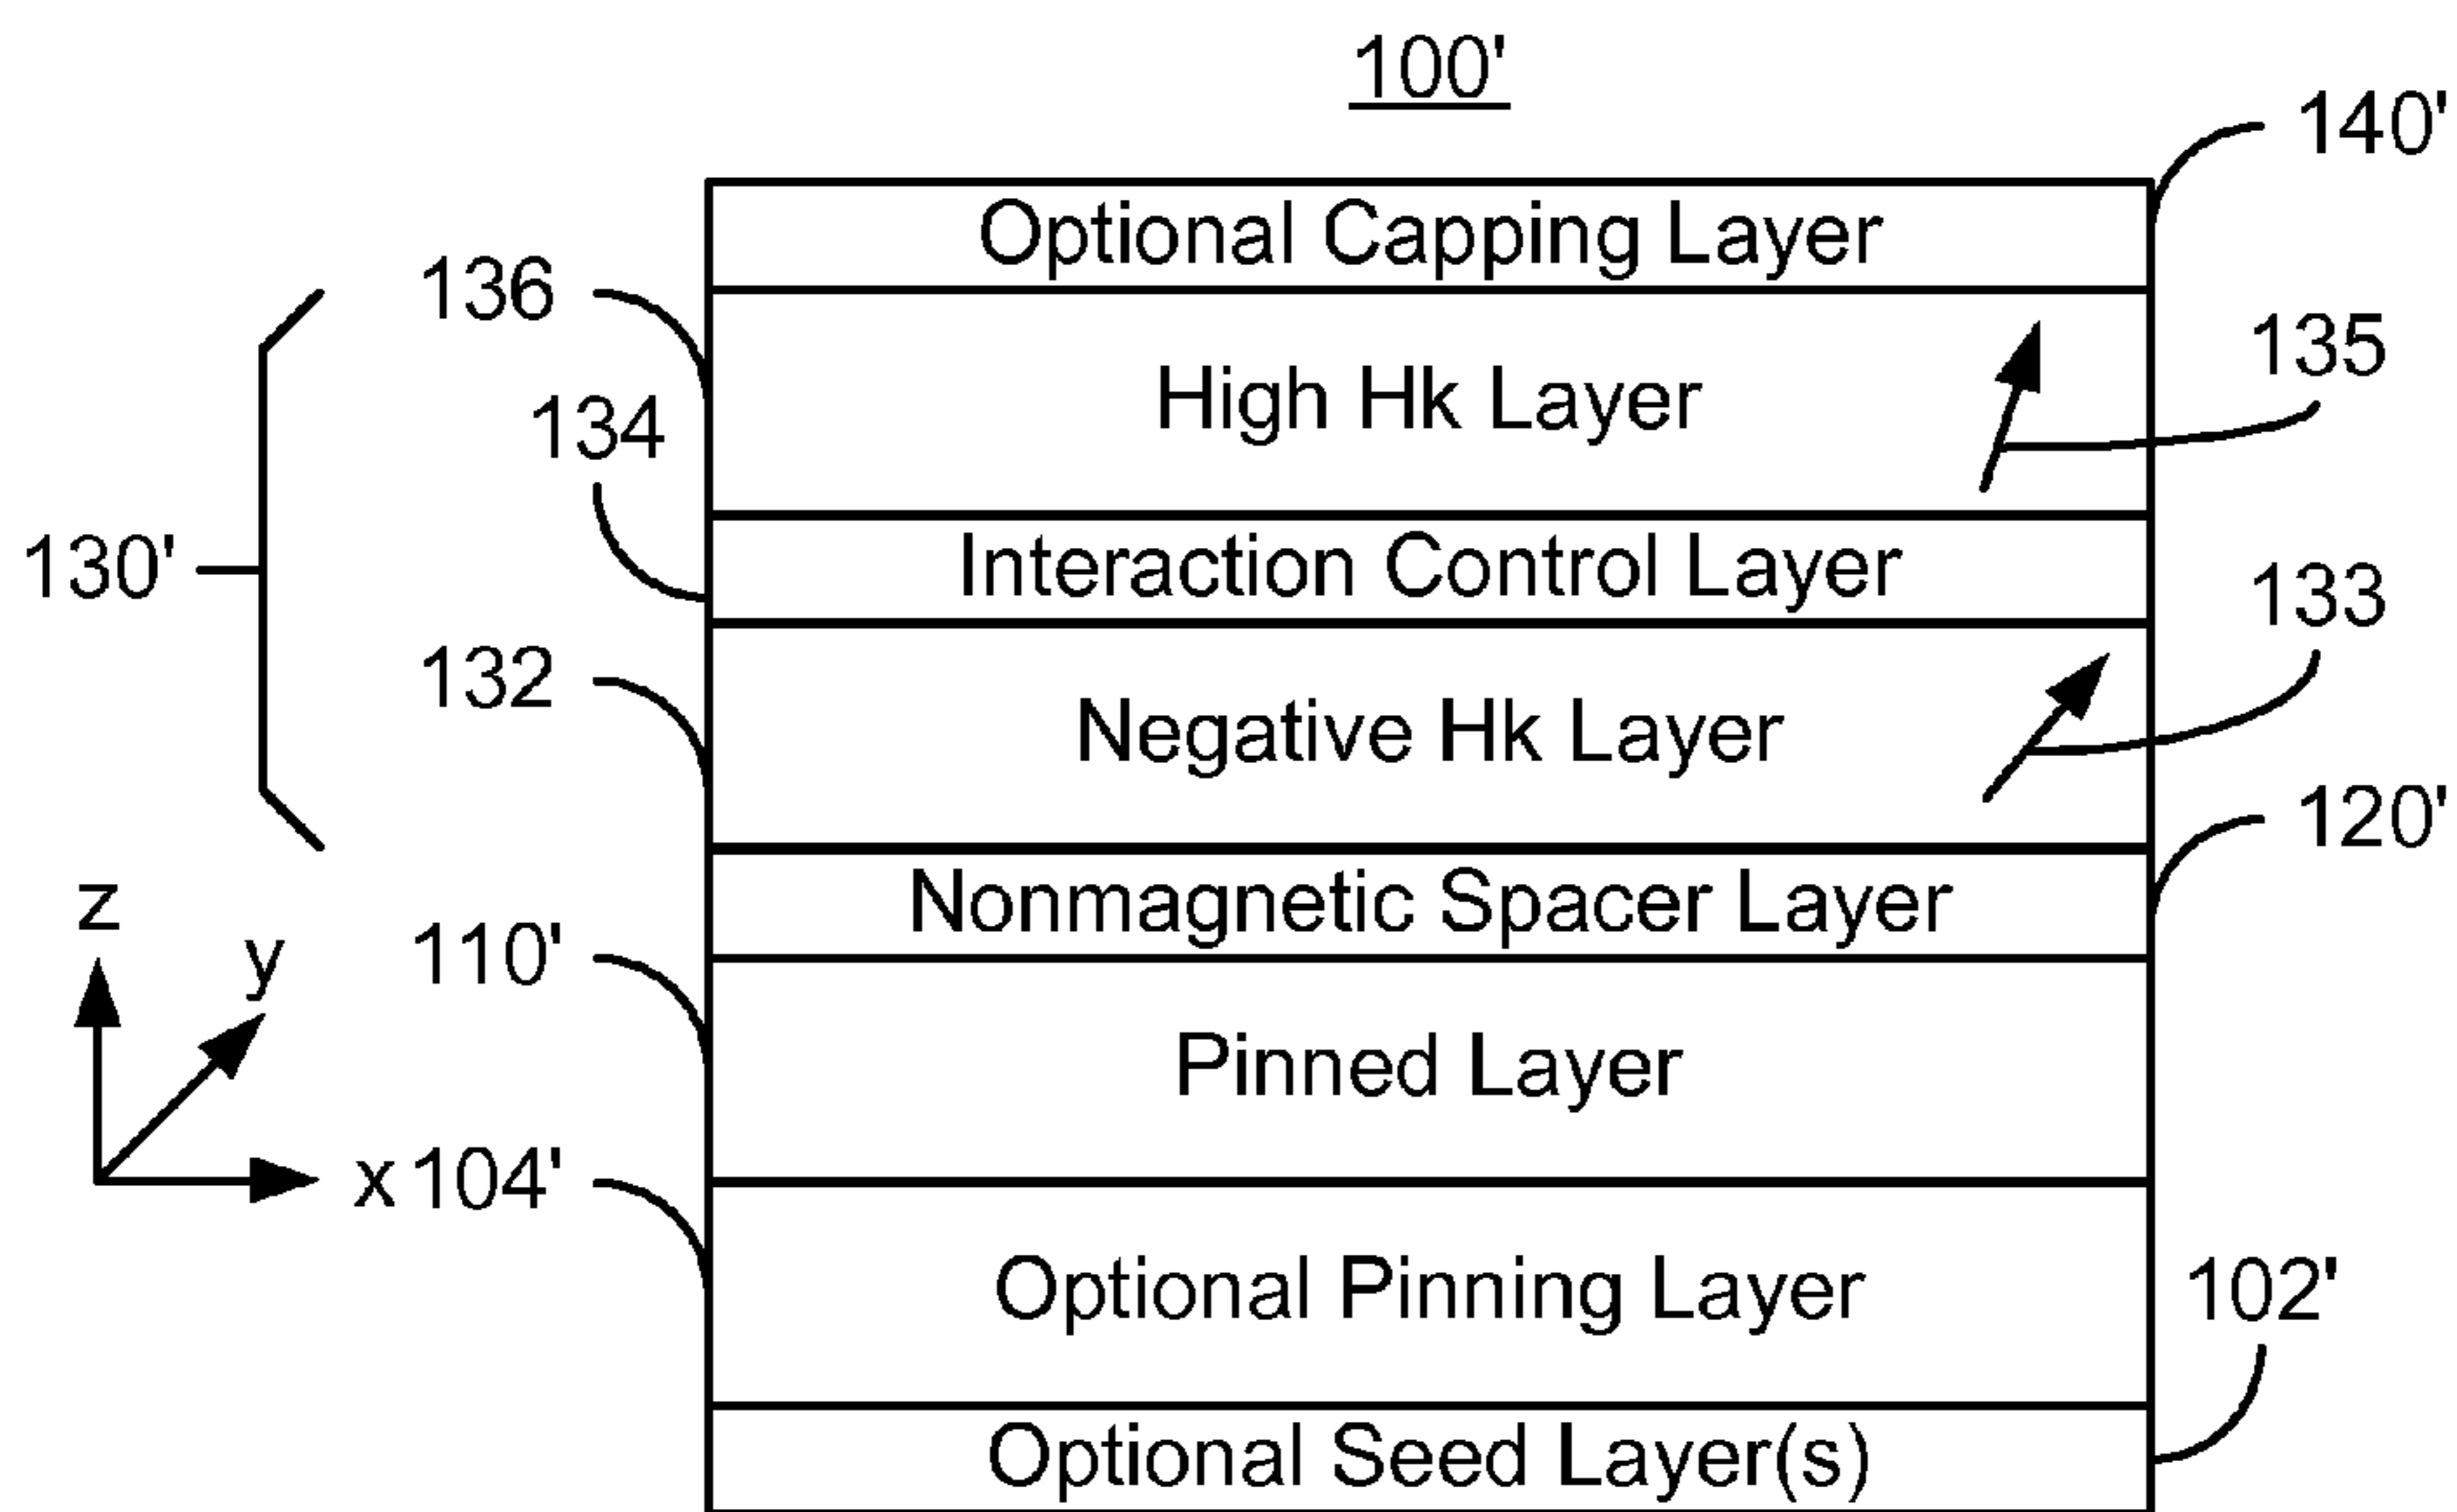 100'
140'
Optional Capping Layer
136
High Hk Layer
135
134
130'
Interaction Control Layer
133
132
Negative Hk Layer
120'
Nonmagnetic Spacer Layer
z
y
x
110'
Pinned Layer
104'
Optional Pinning Layer
102'
Optional Seed Layer(s)